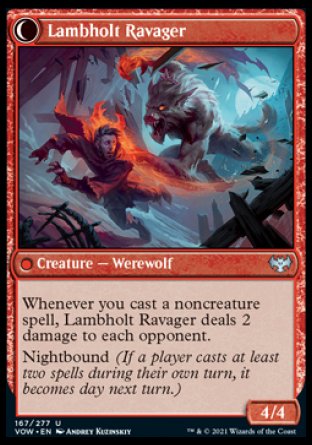 Lambholt Ravager
Creature — Werewolf
Whenever you cast a noncreature
spell, Lambholt Ravager deals 2
damage to each opponent.
Nightbound (If a player casts at least
two spells during their own turn, it
becomes day next turn.)
4/4
167/277 U
VOW • EN Andrey Kuzinskiy
™ & © 2021 Wizards of the Coast